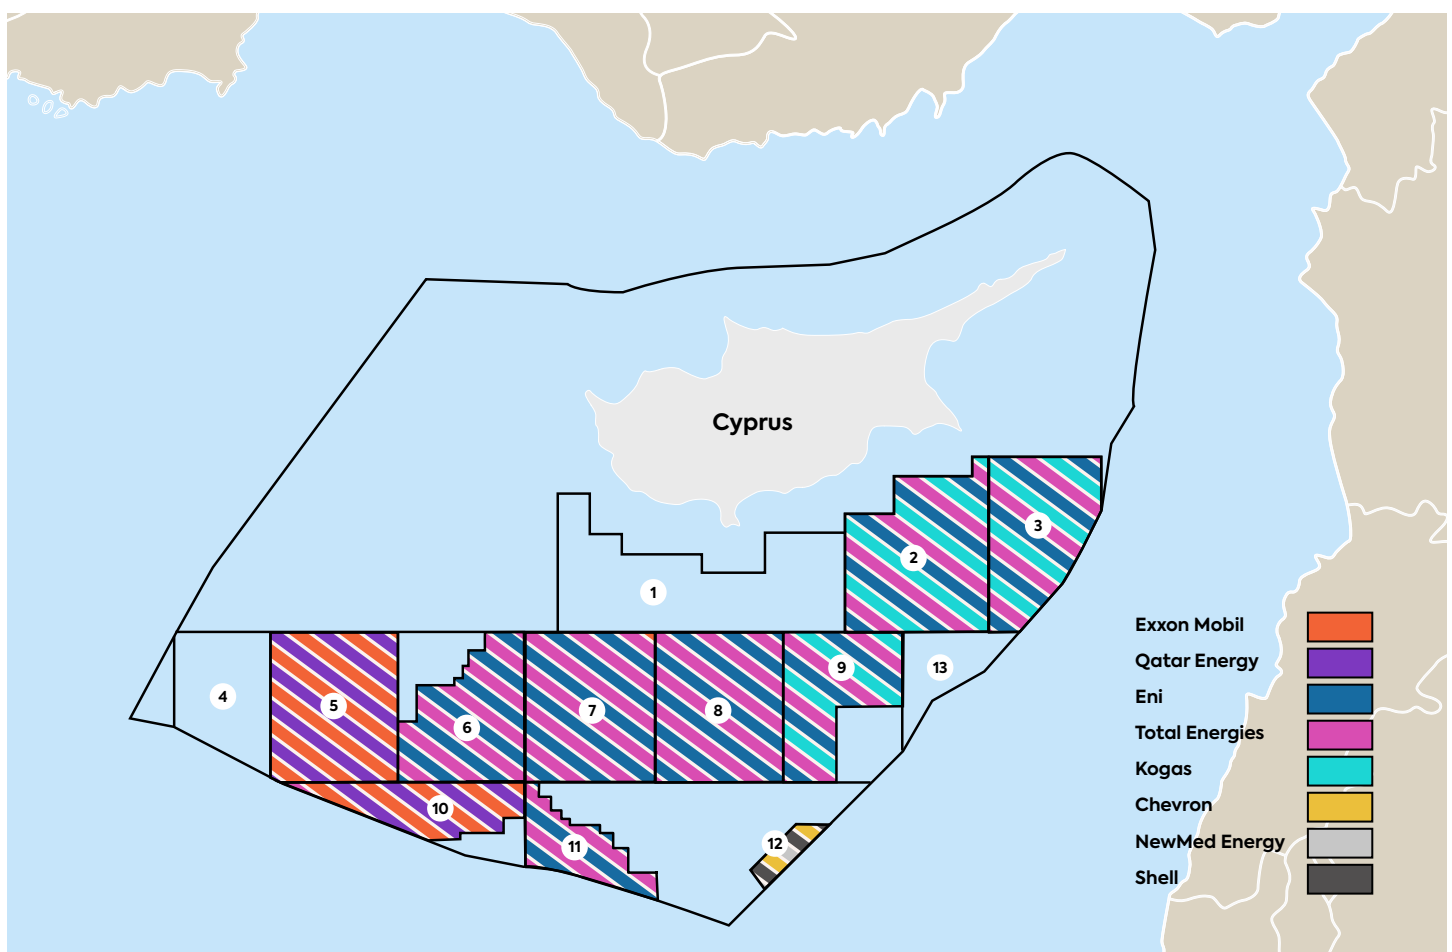 Cyprus
3
2
1
9
13
4
5
7
8
6
10
12
11
Exxon Mobil
Qatar Energy
Eni
Total Energies
Kogas
Chevron
NewMed Energy
Shell